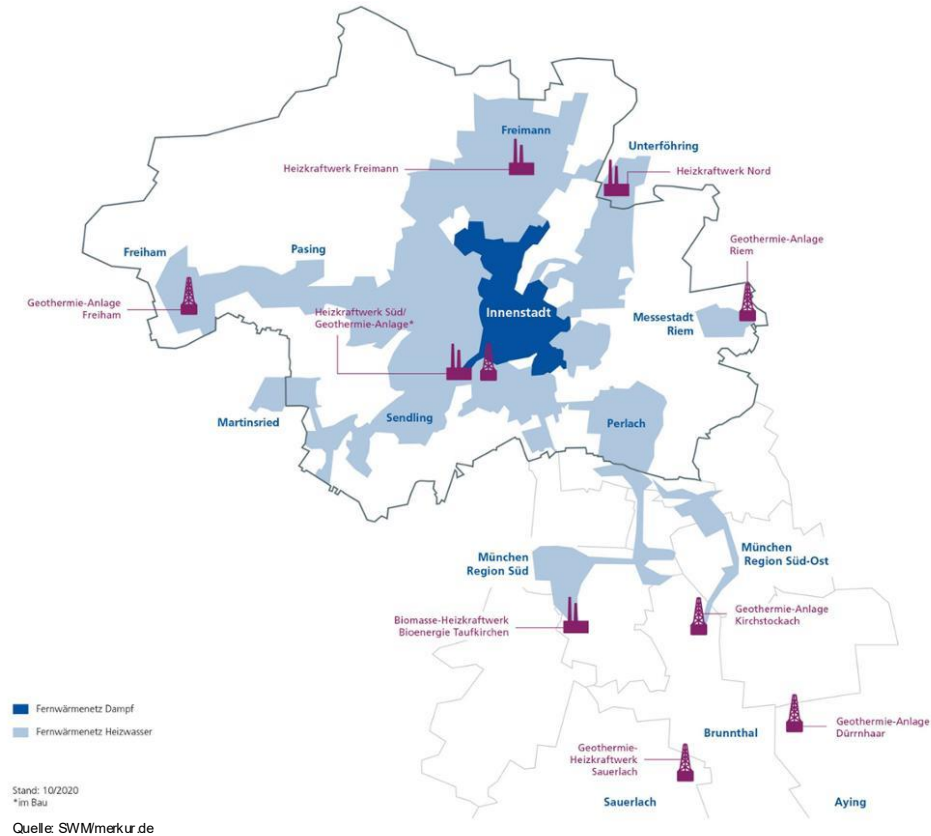 Freimann
Heizkraftwerk Freimann
Unterföhring
Heizkraftwerk Nord
Geothermie-Anlage
Riem
Freiham
Pasing
Geothermie-Anlage
Freiham
Heizkraftwerk Süd/
Geothermie-Anlage*
Innenstadt
Messestadt
Riem
Martinsried
Sendling
Perlach
München
Region Süd
München
Region Süd-Ost
Biomasse-Heizkraftwerk
Bioenergie Taufkirchen
Geothermie-Anlage
Kirchstockach
Fernwärmenetz Dampf
Fernwärmenetz Heizwasser
Geothermie-Anlage
Dürrnhaar
Brunnthal
Geothermie-
Heizkraftwerk
Sauerlach
Sauerlach
Aying
Stand: 10/2020
*im Bau
Quelle: SWM/merkur.de